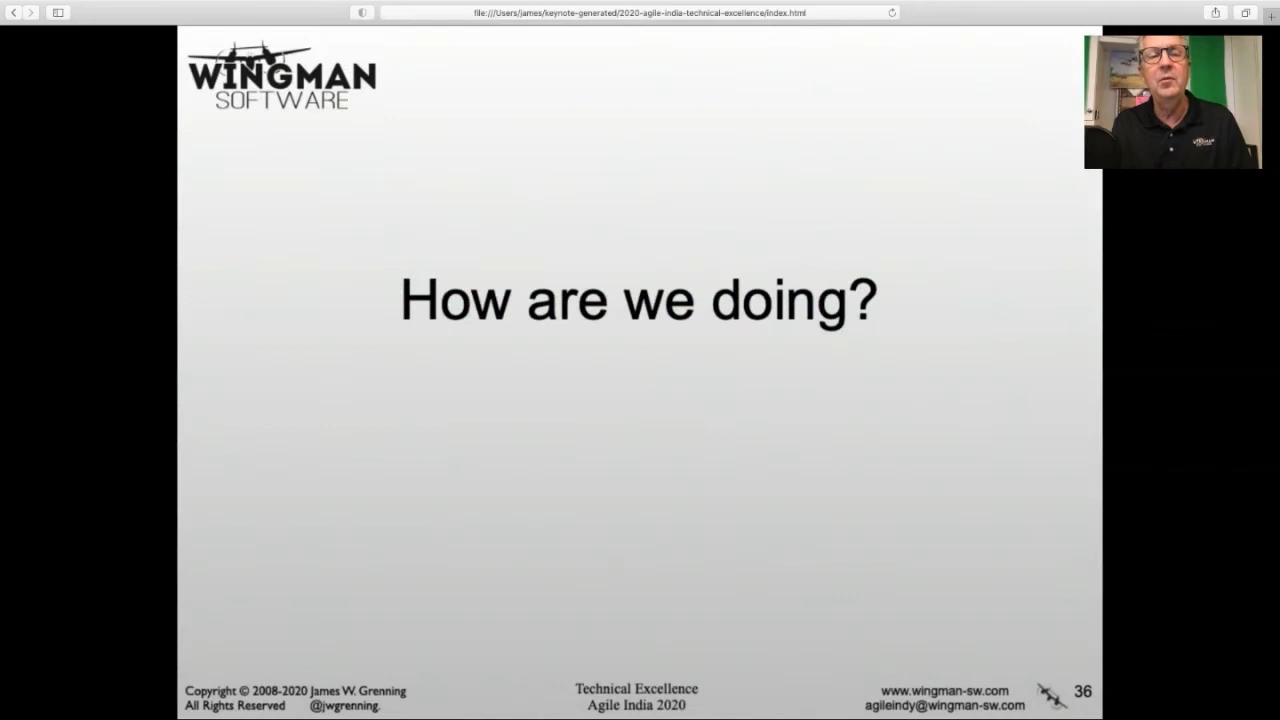 file:///Users/james/keynote-generated/2020-agile-india-technical-excellence/index.html
WINGMAN
SOFTWARE
WINGMAN
How are we doing?
Copyright © 2008-2020 James W. Grenning
All Rights Reserved @jwgrenning.
Technical Excellence
Agile India 2020
www.wingman-sw.com
agileindy@wingman-sw.com
36